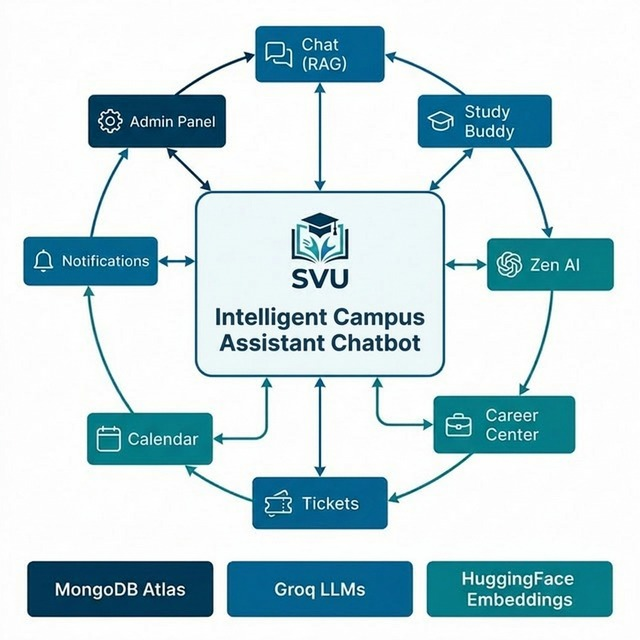 Chat
(RAG)
Admin Panel
Study
Buddy
Notifications
SVU
Intelligent Campus
Assistant Chatbot
Zen AI
Calendar
Career
Center
Tickets
MongoDB Atlas
Groq LLMs
HuggingFace
Embeddings